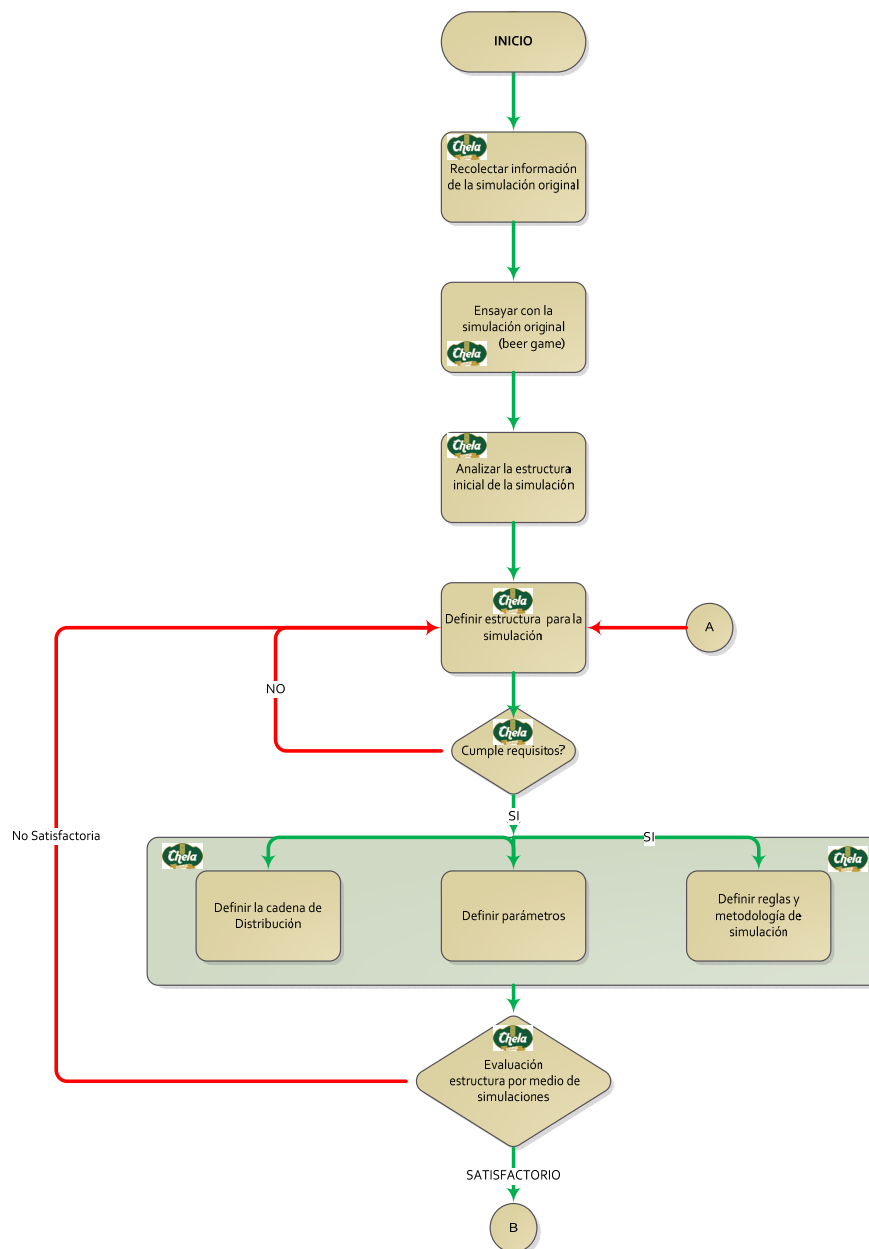 INICIO
Chela
Recolectar información
de la simulación original
Ensayar con la
simulación original
(beer game)
Chela
Chela
Analizar la estructura
inicial de la simulación
Chela
Definir estructura para la
simulación
A
NO
Chela
Cumple requisitos?
SI
SI
No Satisfactoria
Chela
Chela
Definir la cadena de
Distribución
Definir parámetros
Definir reglas y
metodología de
simulación
Chela
Evaluación
estructura por medio de
simulaciones
SATISFACTORIO
B